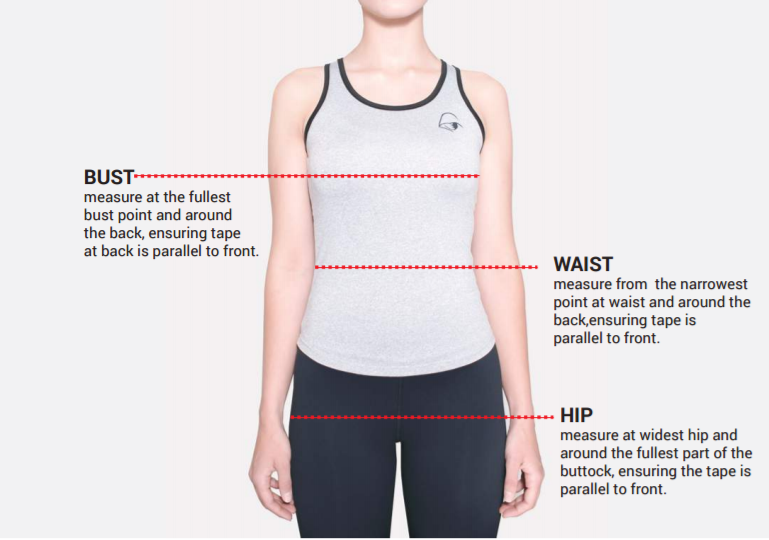 BUST
measure at the fullest
bust point and around
the back, ensuring tape
at back is parallel to front.
WAIST
measure from  the narrowest
point at waist and around the
back,ensuring tape is
parallel to front.
HIP
measure at widest hip and
around the fullest part of the
buttock, ensuring the tape is
parallel to front.